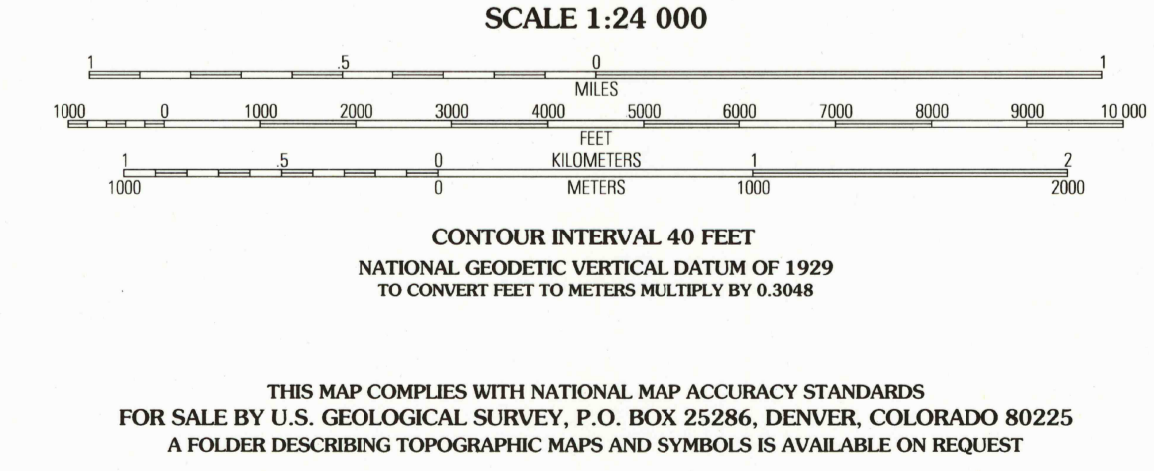 SCALE 1:24 000
1 .5 0 1
MILES
1000 0 1000 2000 3000 4000 5000 6000 7000 8000 9000 10 000
FEET
1 .5 0 KILOMETERS 1 2
1000 0 METERS 1000 2000
CONTOUR INTERVAL 40 FEET
NATIONAL GEODETIC VERTICAL DATUM OF 1929
TO CONVERT FEET TO METERS MULTIPLY BY 0.3048
THIS MAP COMPLIES WITH NATIONAL MAP ACCURACY STANDARDS
FOR SALE BY U.S. GEOLOGICAL SURVEY, P.O. BOX 25286, DENVER, COLORADO 80225
A FOLDER DESCRIBING TOPOGRAPHIC MAPS AND SYMBOLS IS AVAILABLE ON REQUEST